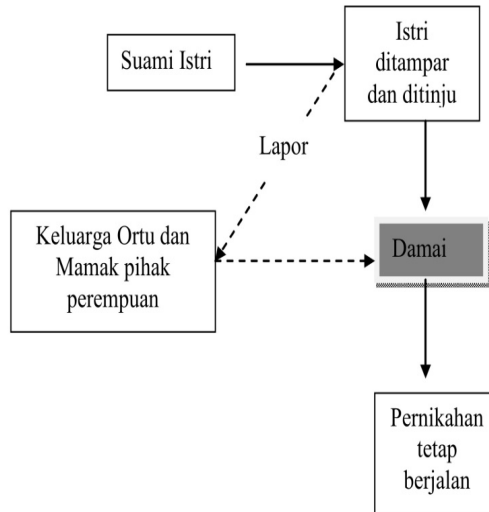 Suami Istri
Istri
ditampar
dan ditinju
Lapor
Keluarga Ortu dan
Mamak pihak
perempuan
Damai
Pernikahan
tetap
berjalan